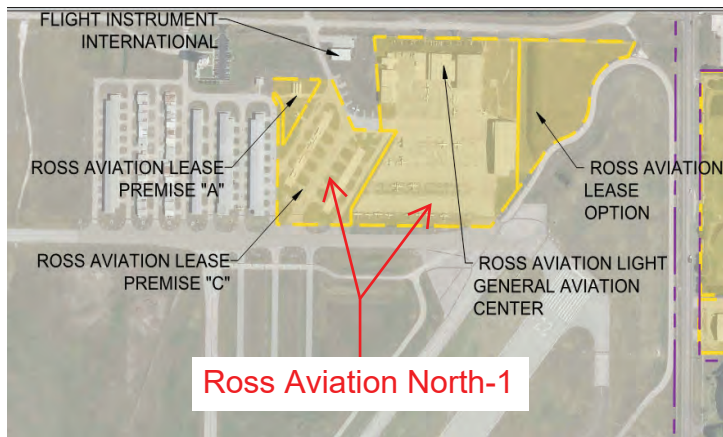 FLIGHT INSTRUMENT
INTERNATIONAL
ROSS AVIATION LEASE
PREMISE "A"
ROSS AVIATION LEASE
PREMISE "C"
ROSS AVIATION
LEASE
OPTION
ROSS AVIATION LIGHT
GENERAL AVIATION
CENTER
Ross Aviation North-1